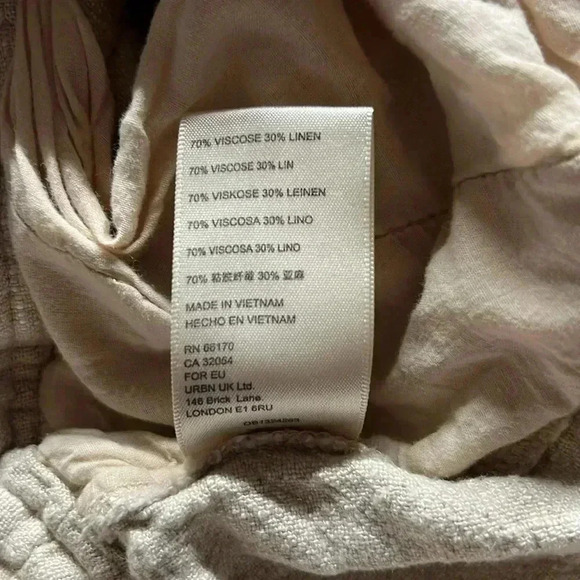 70% VISCOSE 30% LINEN
70% VISCOSE 30% LIN
70% VISKOSE 30% LEINEN
70% VISCOSA 30% LINO
70% VISCOSA 30% LINO
70% 粘胶纤维 30% 亚麻
MADE IN VIETNAM
HECHO EN VIETNAM
RN 66170
CA 32054
FOR EU
URBN UK Ltd.
146 Brick Lane.
LONDON E1 6RU